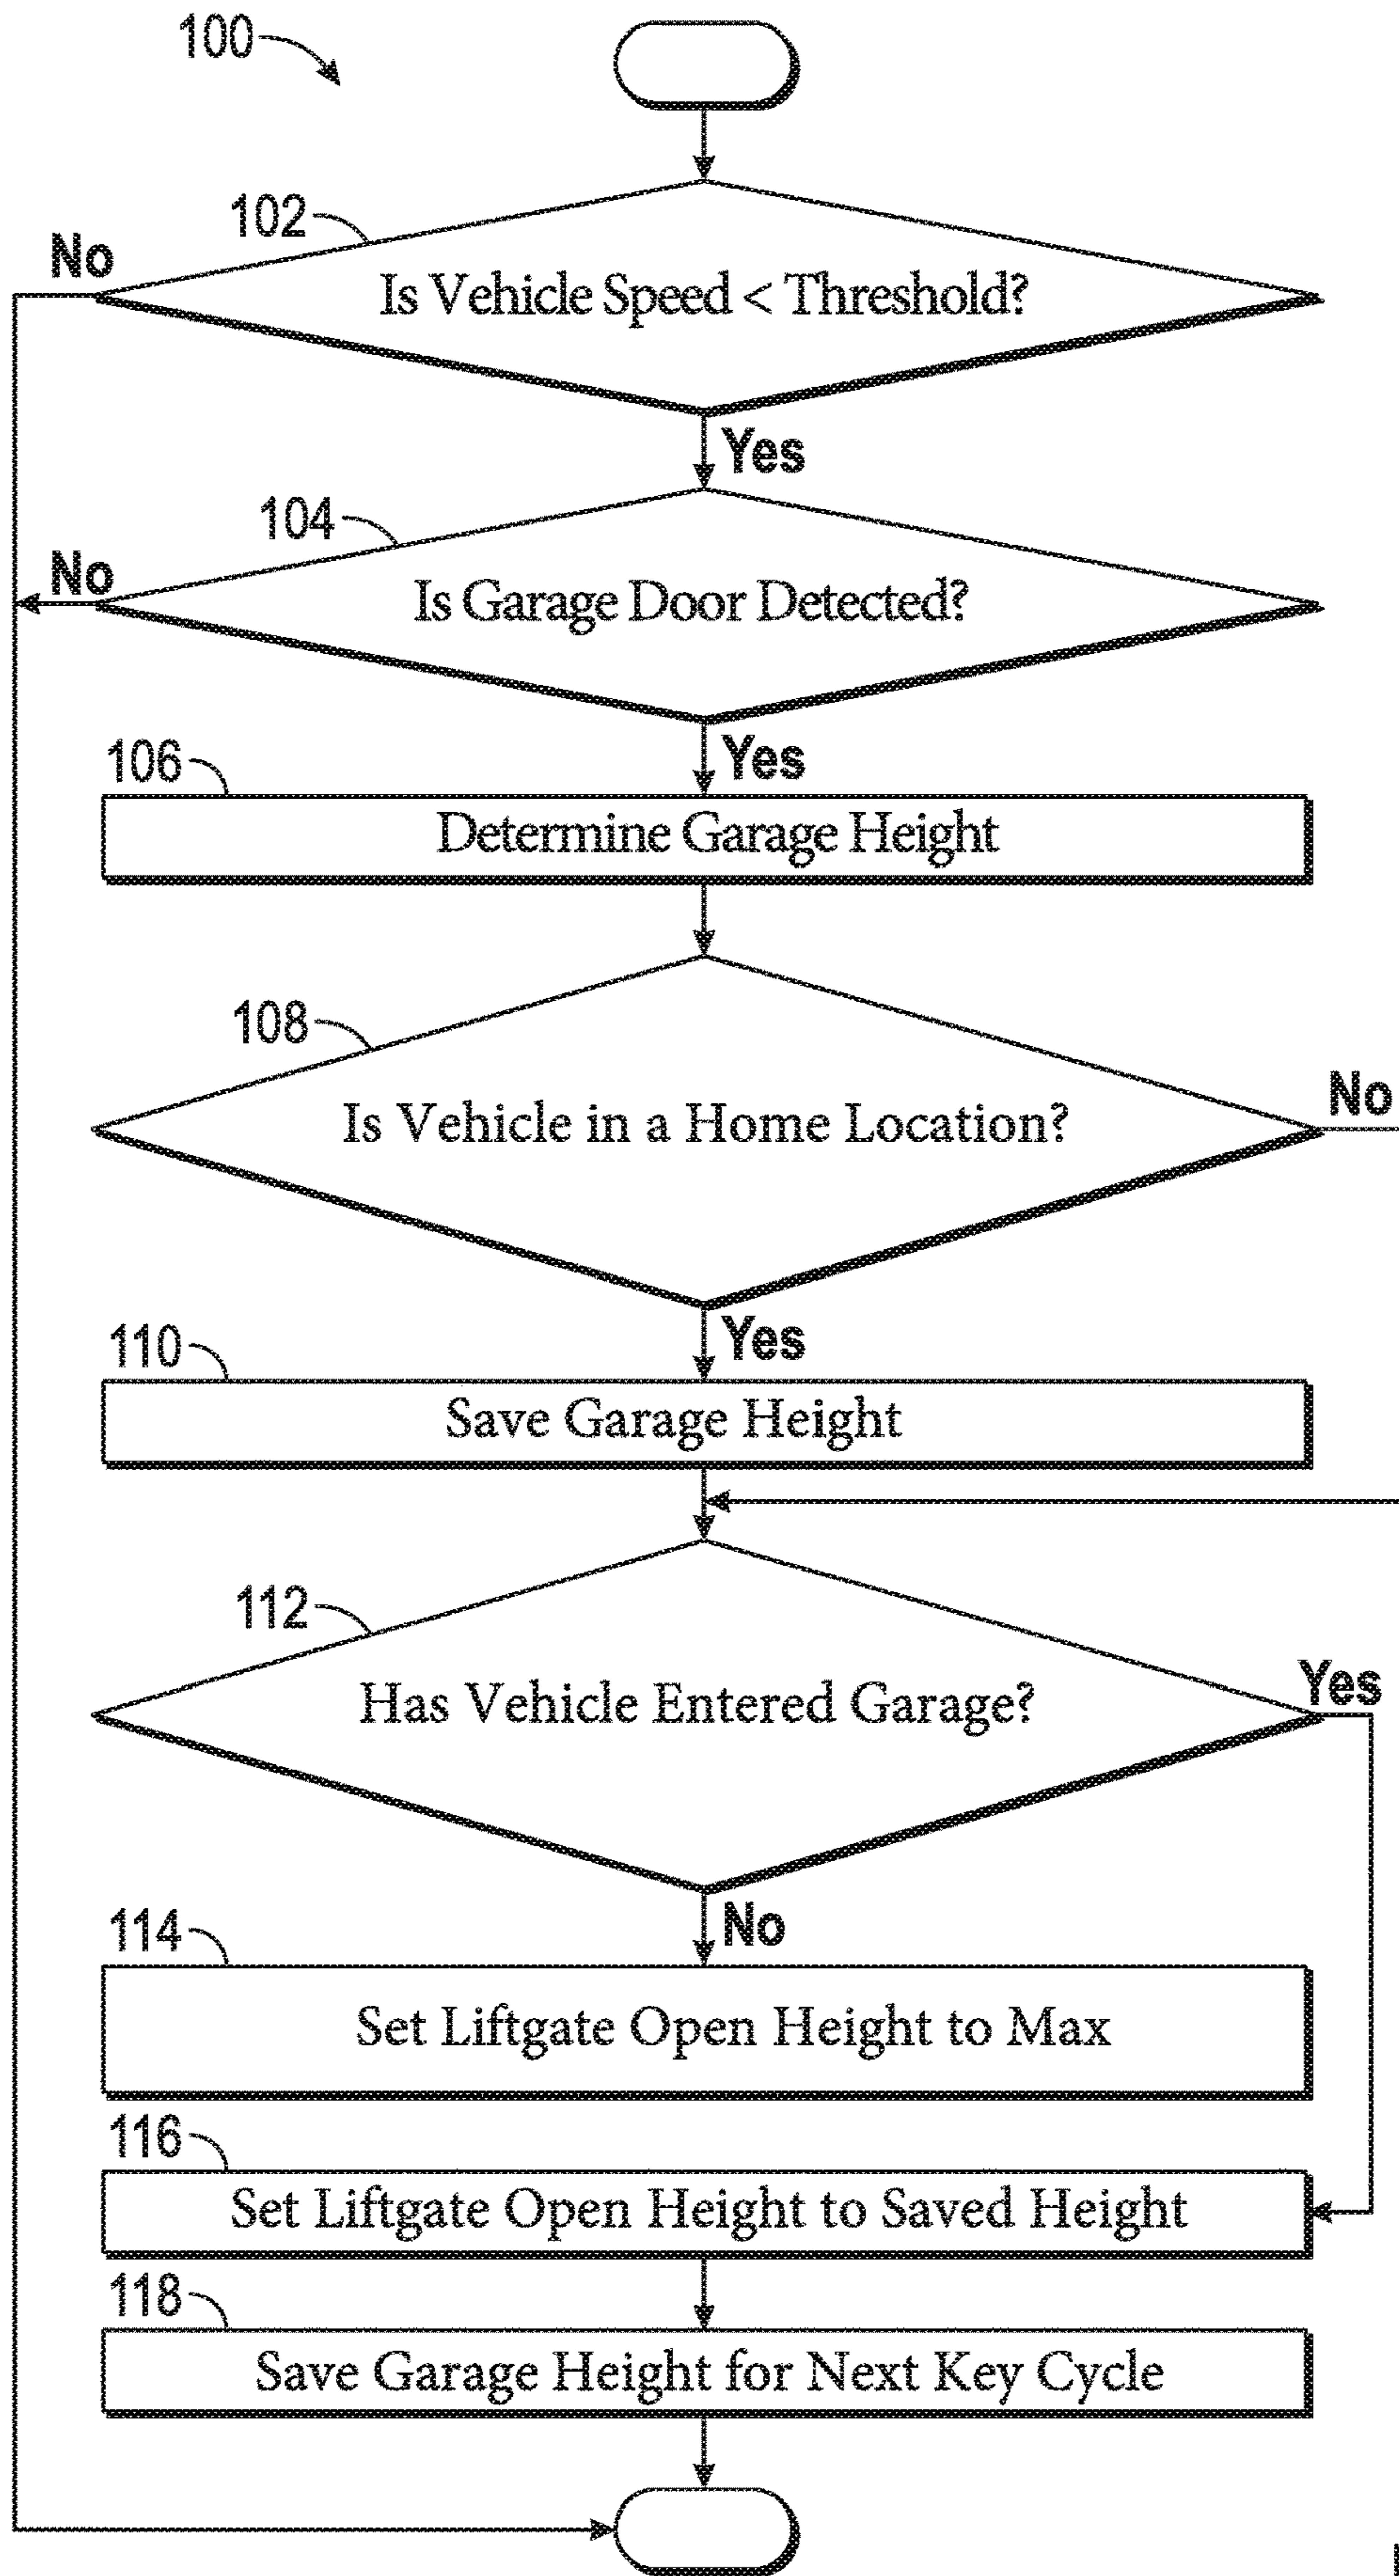 100
102
No
Is Vehicle Speed < Threshold?
Yes
104
No
Is Garage Door Detected?
Yes
106
Determine Garage Height
108
No
Is Vehicle in a Home Location?
Yes
110
Save Garage Height
112
Yes
Has Vehicle Entered Garage?
No
114
Set Liftgate Open Height to Max
116
Set Liftgate Open Height to Saved Height
118
Save Garage Height for Next Key Cycle